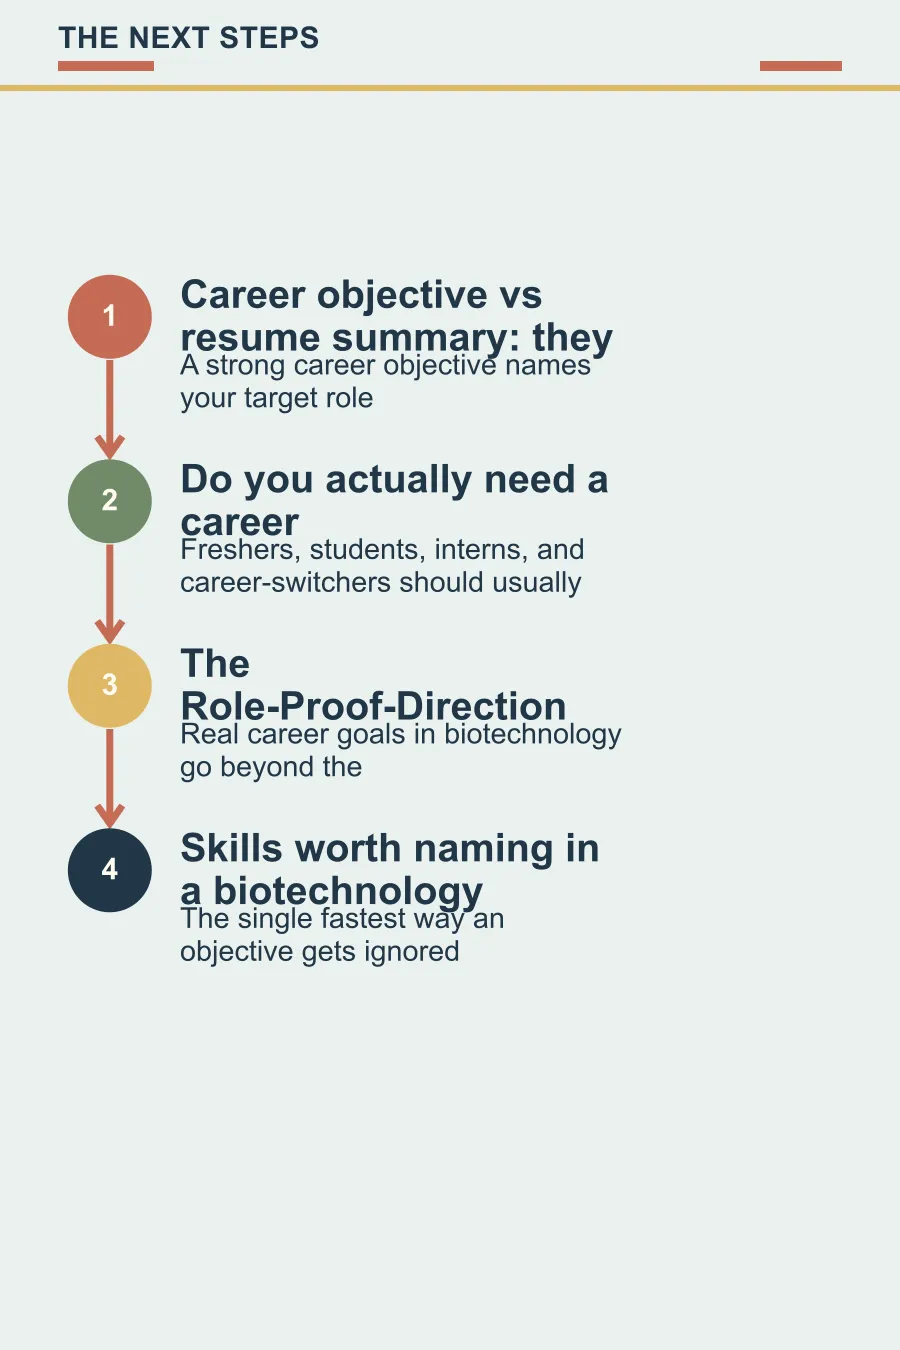 THE NEXT STEPS
1
Career objective vs
resume summary: they
A strong career objective names
your target role
2
Do you actually need a
career
Freshers, students, interns, and
career-switchers should usually
3
The
Role-Proof-Direction
Real career goals in biotechnology
go beyond the
4
Skills worth naming in
a biotechnology
The single fastest way an
objective gets ignored